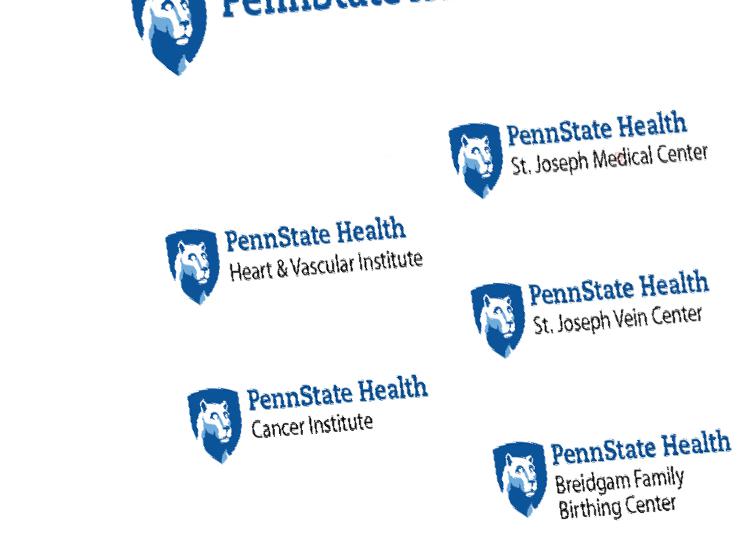 PennState
PennState Health
St. Joseph Medical Center
PennState Health
Heart & Vascular Institute
PennState Health
St. Joseph Vein Center
PennState Health
Cancer Institute
PennState Health
Breidgam Family
Birthing Center